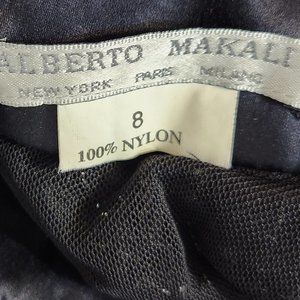 ALBERTO MAKALI
NEW YORK PARIS MILANO
8
100% NYLON